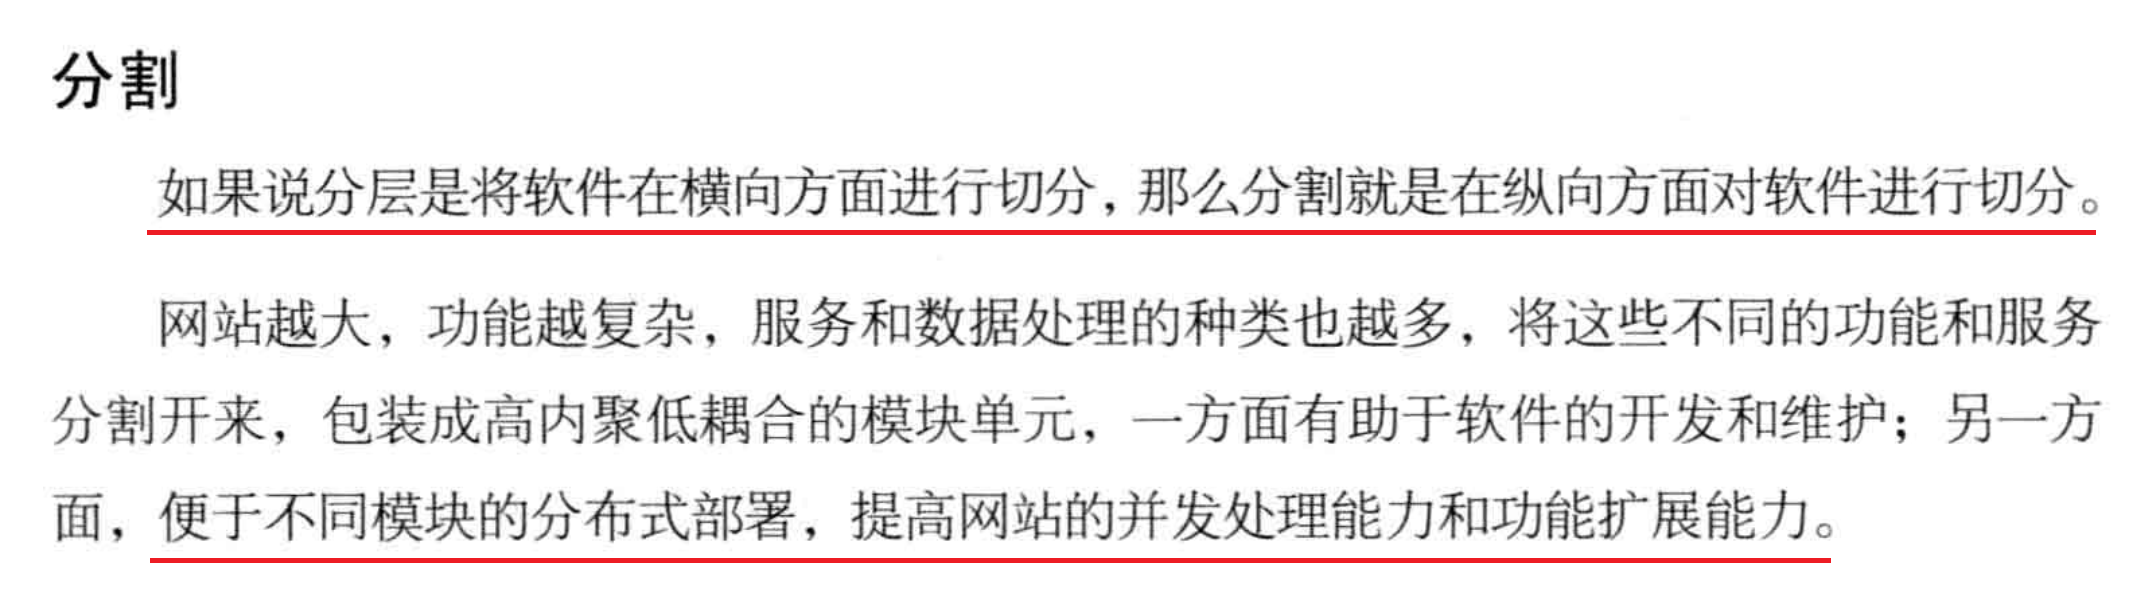 分割
如果说分层是将软件在横向方面进行切分，那么分割就是在纵向方面对软件进行切分。
网站越大，功能越复杂，服务和数据处理的种类也越多，将这些不同的功能和服务
分割开来，包装成高内聚低耦合的模块单元，一方面有助于软件的开发和维护；另一方
面，便于不同模块的分布式部署，提高网站的并发处理能力和功能扩展能力。